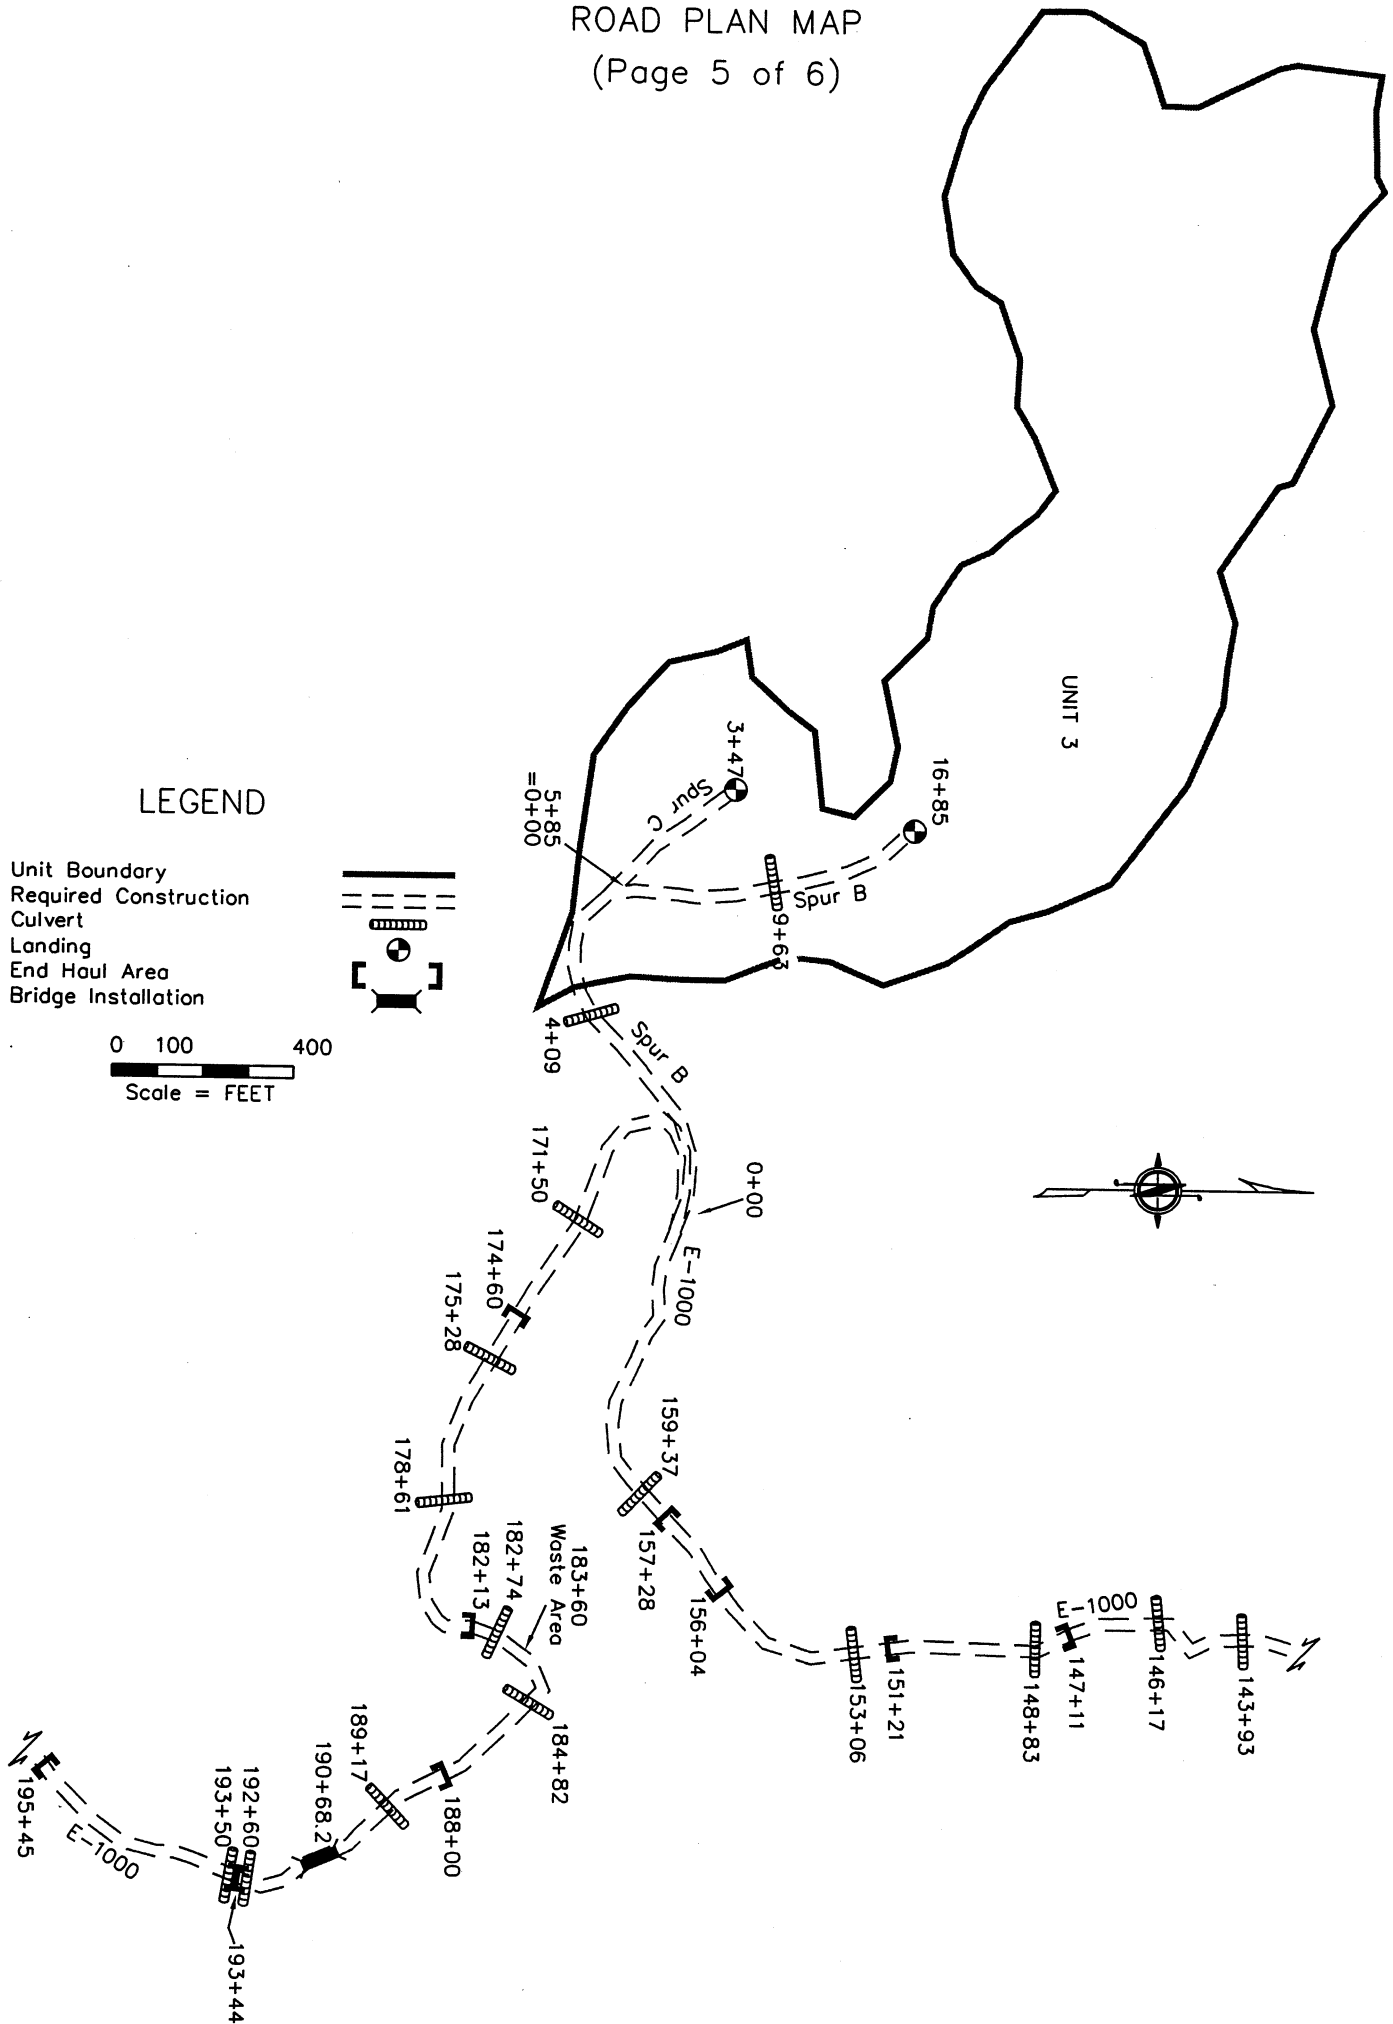 ROAD PLAN MAP
(Page 5 of 6)
UNIT 3
3+47
16+85
Spur C
5+85
=0+00
Spur B
9+63
LEGEND
Unit Boundary
Required Construction
Culvert
Landing
End Haul Area
Bridge Installation
0 100 400
Scale = FEET
4+09
Spur B
171+50
0+00
174+60
175+28
E-1000
159+37
178+61
157+28
182+13
182+74
183+60
Waste Area
156+04
E-1000
153+06
151+21
148+83
147+11
146+17
143+93
184+82
189+17
188+00
190+68.2
192+60
193+50
195+45
E-1000
193+44